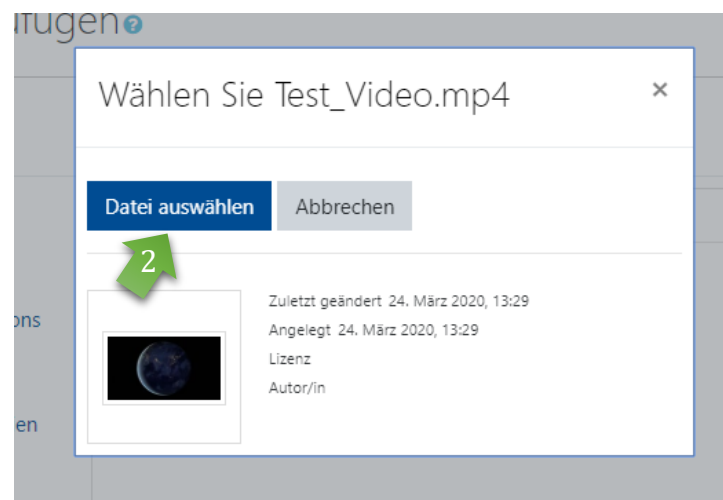 ufügen
Wählen Sie Test_Video.mp4
Datei auswählen Abbrechen
2
Zuletzt geändert 24. März 2020, 13:29
Angelegt 24. März 2020, 13:29
Lizenz
Autor/in
ons
en